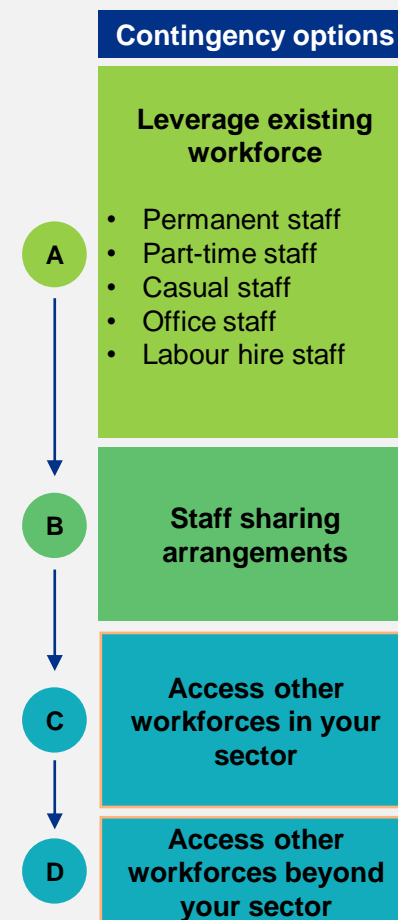 Contingency options
Leverage existing
workforce
• Permanent staff
• Part-time staff
• Casual staff
• Office staff
• Labour hire staff
A
B
Staff sharing
arrangements
C
Access other
workforces in your
sector
D
Access other
workforces beyond
your sector